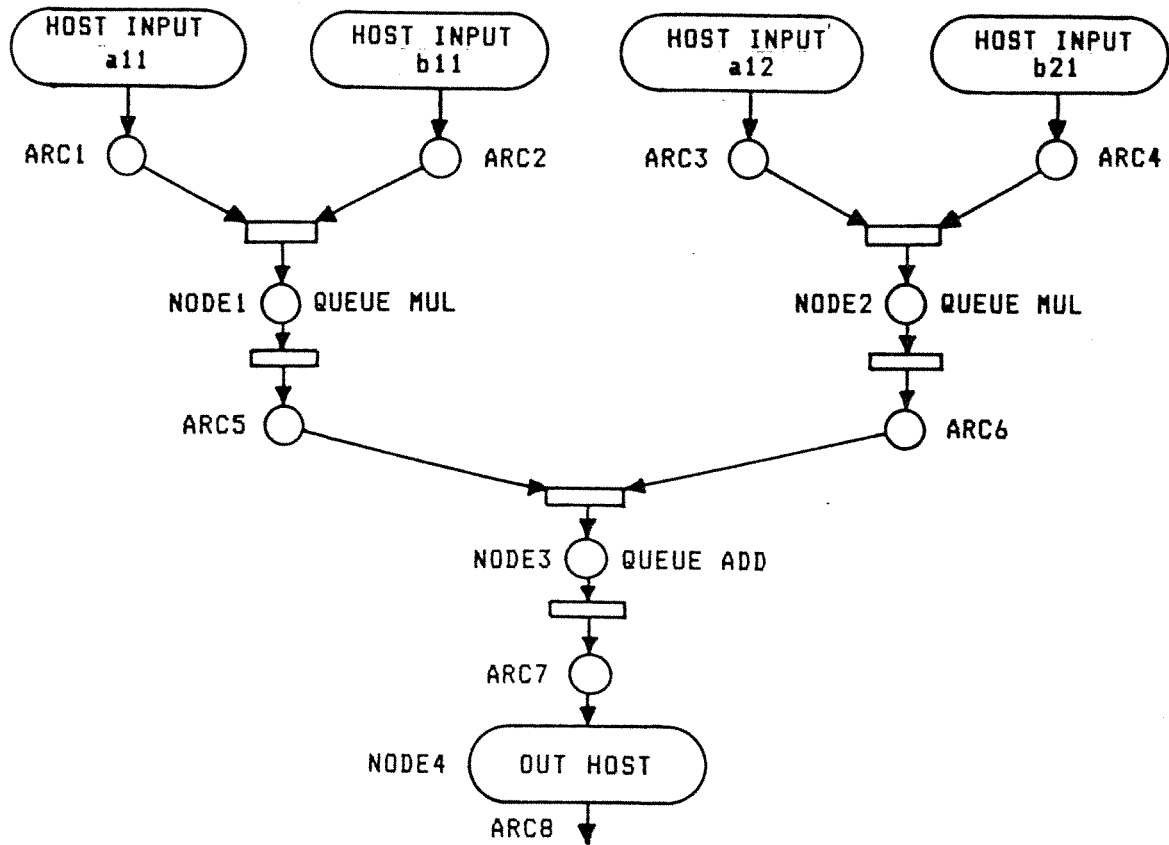 HOST INPUT
a11
HOST INPUT
b11
HOST INPUT
a12
HOST INPUT
b21
ARC1
ARC2
ARC3
ARC4
NODE1
QUEUE MUL
NODE2
QUEUE MUL
ARC5
ARC6
NODE3
QUEUE ADD
ARC7
NODE4
OUT HOST
ARC8